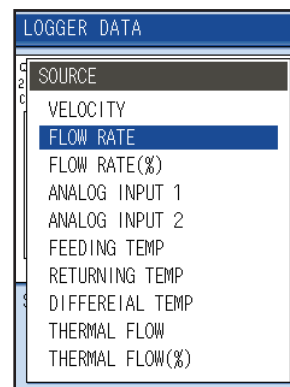 LOGGER DATA
SOURCE
VELOCITY
FLOW RATE
FLOW RATE(%)
ANALOG INPUT 1
ANALOG INPUT 2
FEEDING TEMP
RETURNING TEMP
DIFFEREIAL TEMP
THERMAL FLOW
THERMAL FLOW(%)